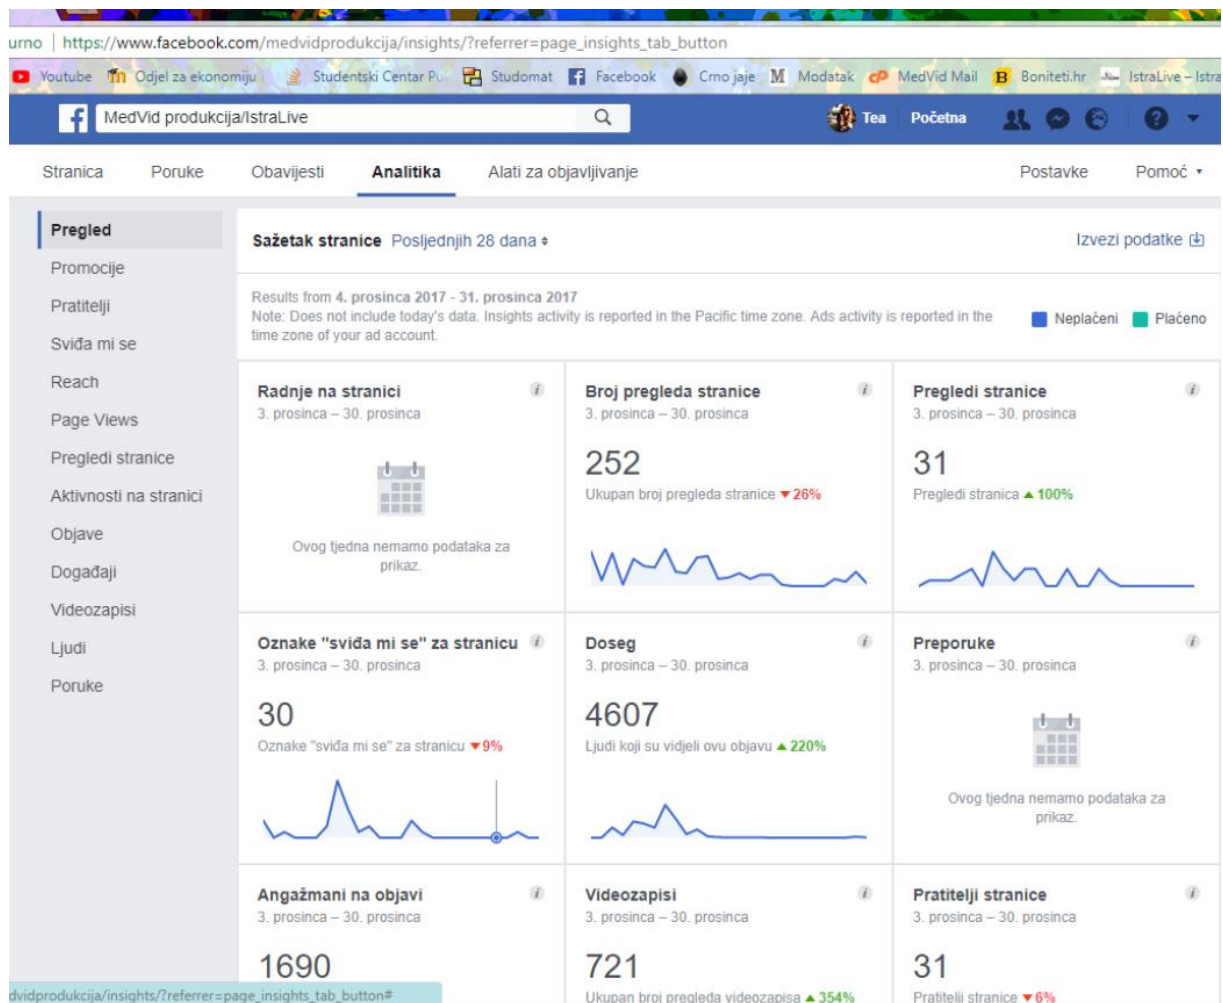 urno | https://www.facebook.com/medvidprodukcija/insights/?referrer=page_insights_tab_button
Youtube Odjel za ekonomiju i Studentski Centar Pu Studomat Facebook Crno jaje Modatak MedVid Mail Boniteti.hr IstraLive – Istra
MedVid produkcija/IstraLive
Tea Početna
Stranica Poruke Obavijesti Analitika Alati za objavljivanje Postavke Pomoć
Pregled
Promocije
Pratitelji
Sviđa mi se
Reach
Page Views
Pregledi stranice
Aktivnosti na stranici
Objave
Događaji
Videozapisi
Ljudi
Poruke
Sažetak stranice Posljednjih 28 dana
Izvezi podatke
Results from 4. prosinca 2017 - 31. prosinca 2017
Note: Does not include today's data. Insights activity is reported in the Pacific time zone. Ads activity is reported in the
time zone of your ad account.
Neplaćeni Plaćeno
Radnje na stranici
3. prosinca – 30. prosinca
Ovog tjedna nemamo podataka za
prikaz.
Broj pregleda stranice
3. prosinca – 30. prosinca
252
Ukupan broj pregleda stranice ▼26%
Pregledi stranice
3. prosinca – 30. prosinca
31
Pregledi stranica ▲ 100%
Oznake "sviđa mi se" za stranicu
3. prosinca – 30. prosinca
30
Oznake "sviđa mi se" za stranicu ▼9%
Doseg
3. prosinca – 30. prosinca
4607
Ljudi koji su vidjeli ovu objavu ▲ 220%
Preporuke
3. prosinca – 30. prosinca
Ovog tjedna nemamo podataka za
prikaz.
Angažmani na objavi
3. prosinca – 30. prosinca
1690
Videozapisi
3. prosinca – 30. prosinca
721
Ukupan broj pregleda videozapisa ▲ 354%
Pratitelji stranice
3. prosinca – 30. prosinca
31
Pratitelji stranice ▼6%
dvidprodukcija/insights/?referrer=page_insights_tab_button#